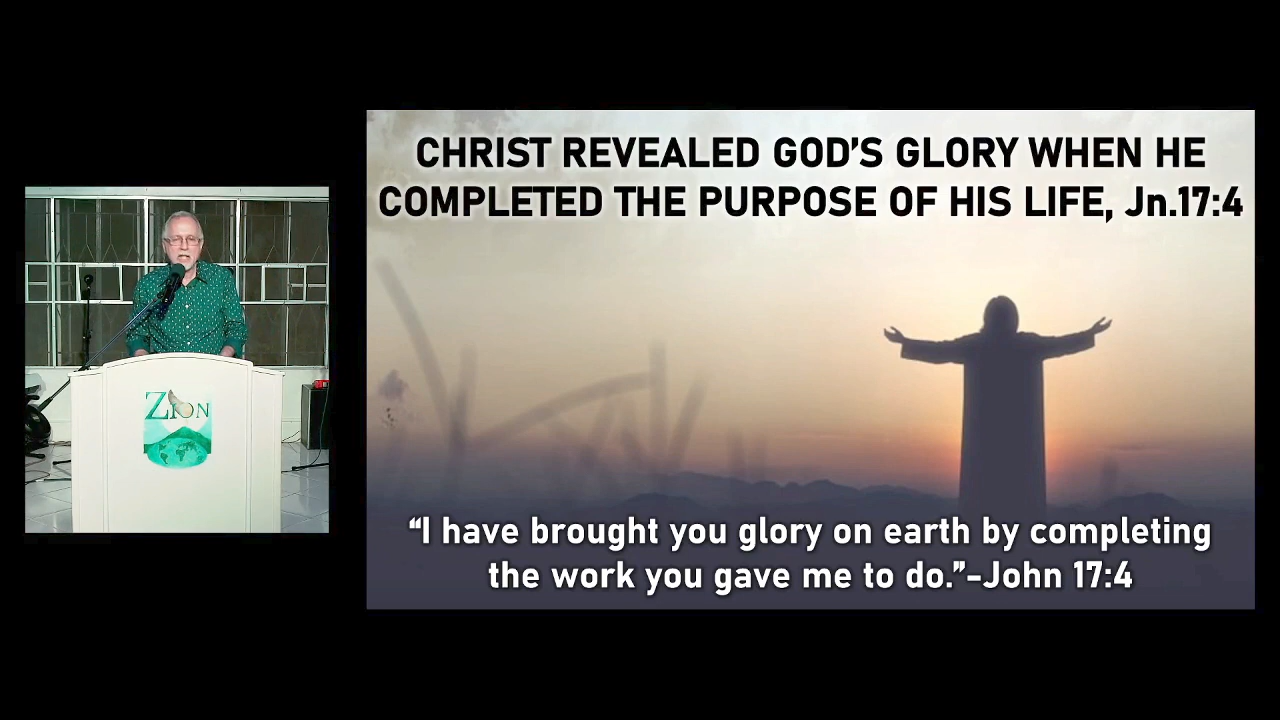 CHRIST REVEALED GOD'S GLORY WHEN HE
COMPLETED THE PURPOSE OF HIS LIFE, Jn.17:4
ZION
“I have brought you glory on earth by completing
the work you gave me to do.”-John 17:4